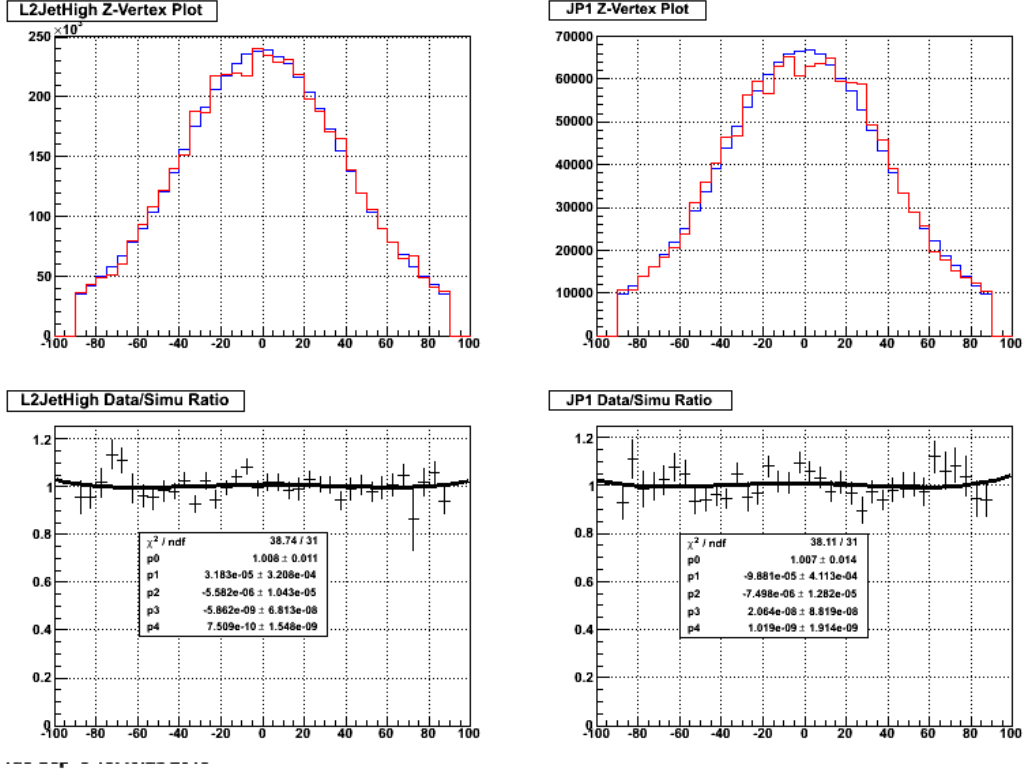 L2JetHigh Z-Vertex Plot
×10³
250
200
150
100
50
0
-100 -80 -60 -40 -20 0 20 40 60 80 100
JP1 Z-Vertex Plot
70000
60000
50000
40000
30000
20000
10000
0
-100 -80 -60 -40 -20 0 20 40 60 80 100
L2JetHigh Data/Simu Ratio
1.2
1
0.8
0.6
0.4
0.2
0
χ² / ndf 38.74 / 31
p0 1.008 ± 0.011
p1 3.183e-05 ± 3.208e-04
p2 -5.582e-06 ± 1.043e-05
p3 -5.862e-09 ± 6.813e-08
p4 7.509e-10 ± 1.548e-09
-100 -80 -60 -40 -20 0 20 40 60 80 100
JP1 Data/Simu Ratio
1.2
1
0.8
0.6
0.4
0.2
0
χ² / ndf 38.11 / 31
p0 1.007 ± 0.014
p1 -9.881e-05 ± 4.113e-04
p2 -7.498e-06 ± 1.282e-05
p3 2.064e-08 ± 8.819e-08
p4 1.019e-09 ± 1.914e-09
-100 -80 -60 -40 -20 0 20 40 60 80 100